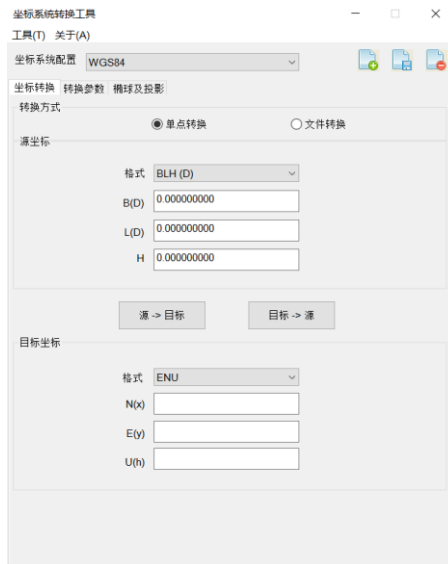 坐标系统转换工具
工具(T) 关于(A)
坐标系统配置 WGS84
坐标转换 转换参数 椭球及投影
转换方式
单点转换 文件转换
源坐标
格式 BLH (D)
B(D) 0.000000000
L(D) 0.000000000
H 0.000000000
源 -> 目标 目标 -> 源
目标坐标
格式 ENU
N(x)
E(y)
U(h)